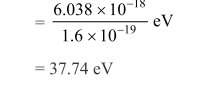 = 6.038 × 10⁻¹⁸ / 1.6 × 10⁻¹⁹ eV
= 37.74 eV